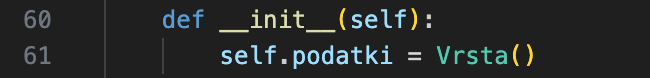 60 def __init__(self):
61 self.podatki = Vrsta()